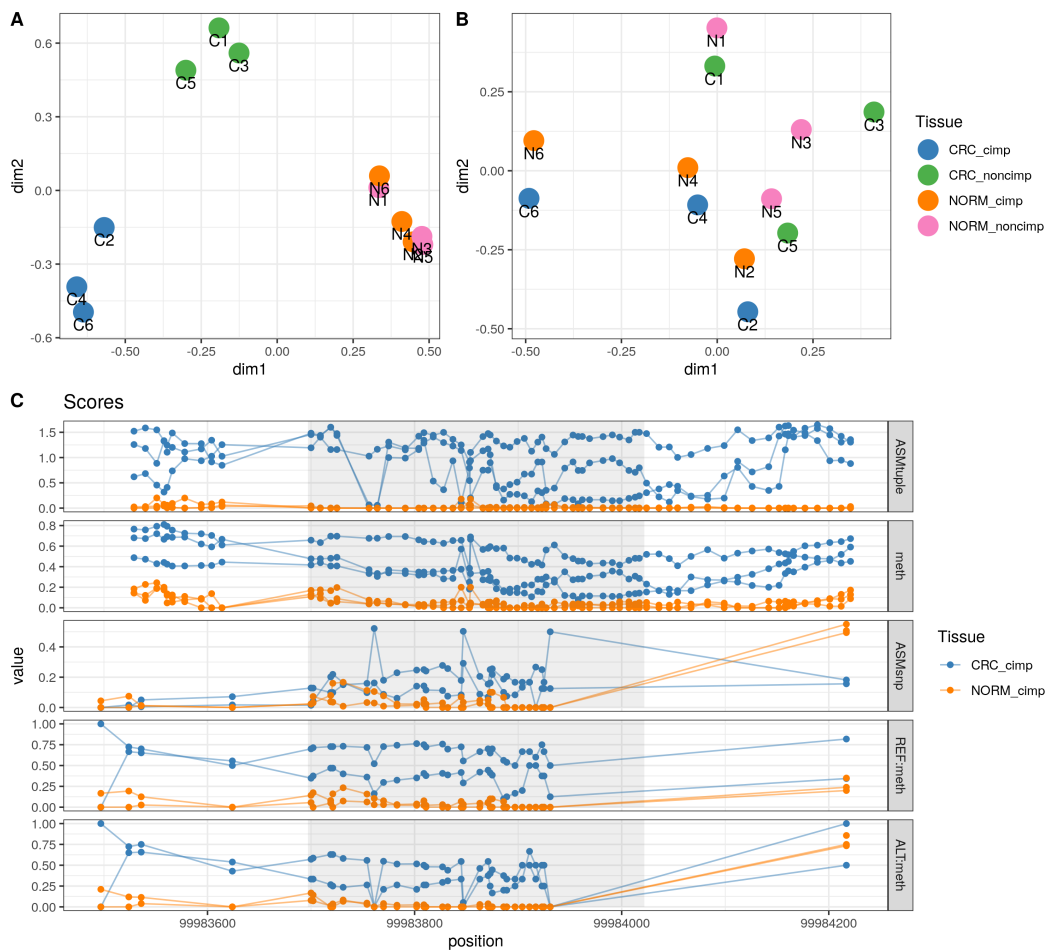 A
C1
C3
C5
C2
C4
C6
N6
N1
N4
N3
N5
0.6
0.3
0.0
-0.3
-0.6
dim2
-0.50
-0.25
0.00
0.25
0.50
dim1
B
N1
C1
C3
N3
N6
N4
C6
C4
N5
C5
N2
C2
0.25
0.00
-0.25
-0.50
dim2
-0.50
-0.25
0.00
0.25
dim1
Tissue
CRC_cimp
CRC_noncimp
NORM_cimp
NORM_noncimp
C
Scores
1.5
1.0
0.5
0.0
ASMtuple
0.8
0.6
0.4
0.2
0.0
meth
0.4
0.2
0.0
ASMsnp
1.00
0.75
0.50
0.25
0.00
REF:meth
1.00
0.75
0.50
0.25
0.00
ALT:meth
value
99983600
99983800
99984000
99984200
position
Tissue
CRC_cimp
NORM_cimp